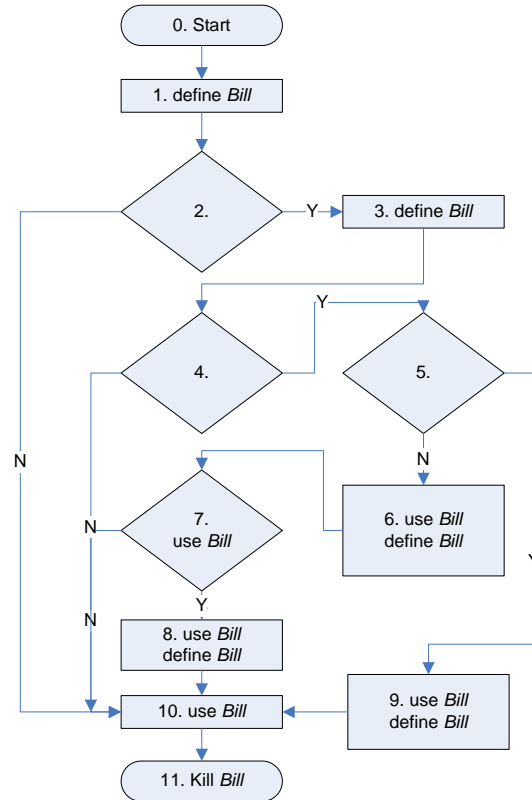 0. Start
1. define Bill
2.
Y
3. define Bill
Y
4.
5.
N
N
7.
use Bill
6. use Bill
define Bill
N
Y
Y
N
8. use Bill
define Bill
9. use Bill
define Bill
10. use Bill
11. Kill Bill